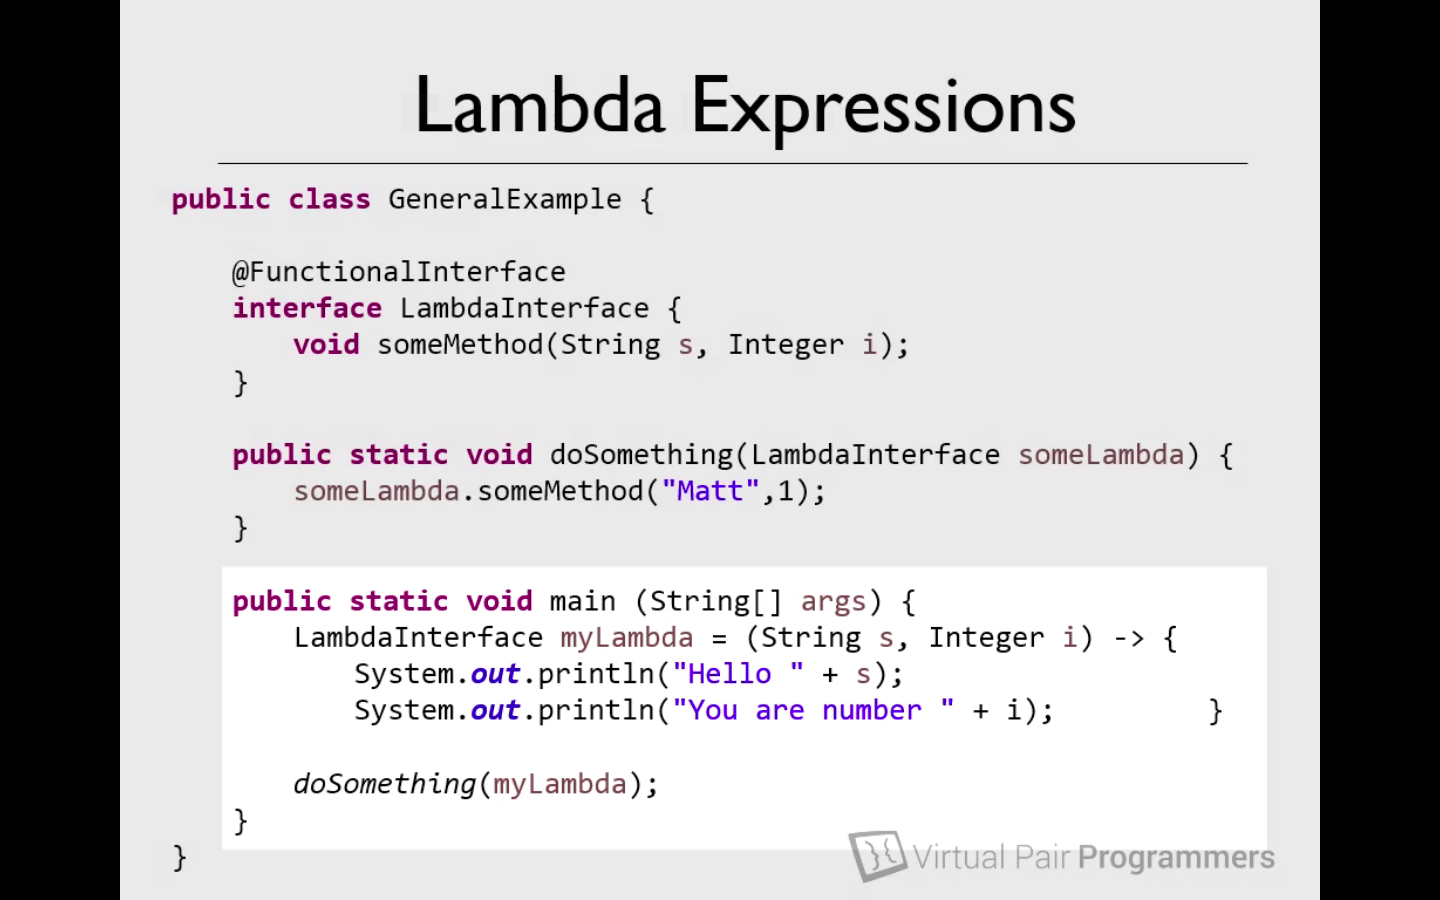 Lambda Expressions
public class GeneralExample {
@FunctionalInterface
interface LambdaInterface {
void someMethod(String s, Integer i);
}
public static void doSomething(LambdaInterface someLambda) {
someLambda.someMethod("Matt",1);
}
public static void main (String[] args) {
LambdaInterface myLambda = (String s, Integer i) -> {
System.out.println("Hello " + s);
System.out.println("You are number " + i); }
doSomething(myLambda);
}
}
Virtual Pair Programmers